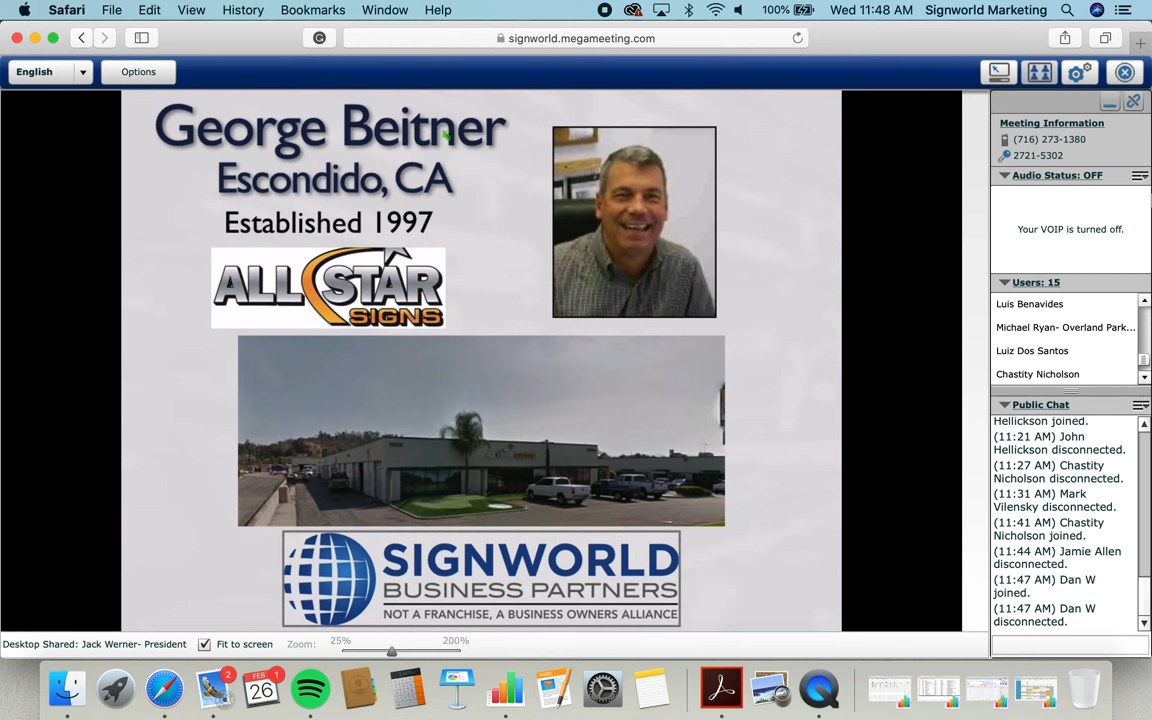 Safari File Edit View History Bookmarks Window Help 100% Wed 11:48 AM Signworld Marketing
signworld.megameeting.com
English Options
George Beitner
Escondido, CA
Established 1997
ALL STAR
SIGNS
SIGNWORLD
BUSINESS PARTNERS
NOT A FRANCHISE, A BUSINESS OWNERS ALLIANCE
Meeting Information
(716) 273-1380
2721-5302
Audio Status: OFF
Your VOIP is turned off.
Users: 15
Luis Benavides
Michael Ryan- Overland Park...
Luiz Dos Santos
Chastity Nicholson
Public Chat
Hellickson joined.
(11:21 AM) John
Hellickson disconnected.
(11:27 AM) Chastity
Nicholson disconnected.
(11:31 AM) Mark
Vilensky disconnected.
(11:41 AM) Chastity
Nicholson joined.
(11:44 AM) Jamie Allen
disconnected.
(11:47 AM) Dan W
joined.
(11:47 AM) Dan W
disconnected.
Desktop Shared: Jack Werner- President Fit to screen Zoom: 25% 200%
2
FEB 1
26